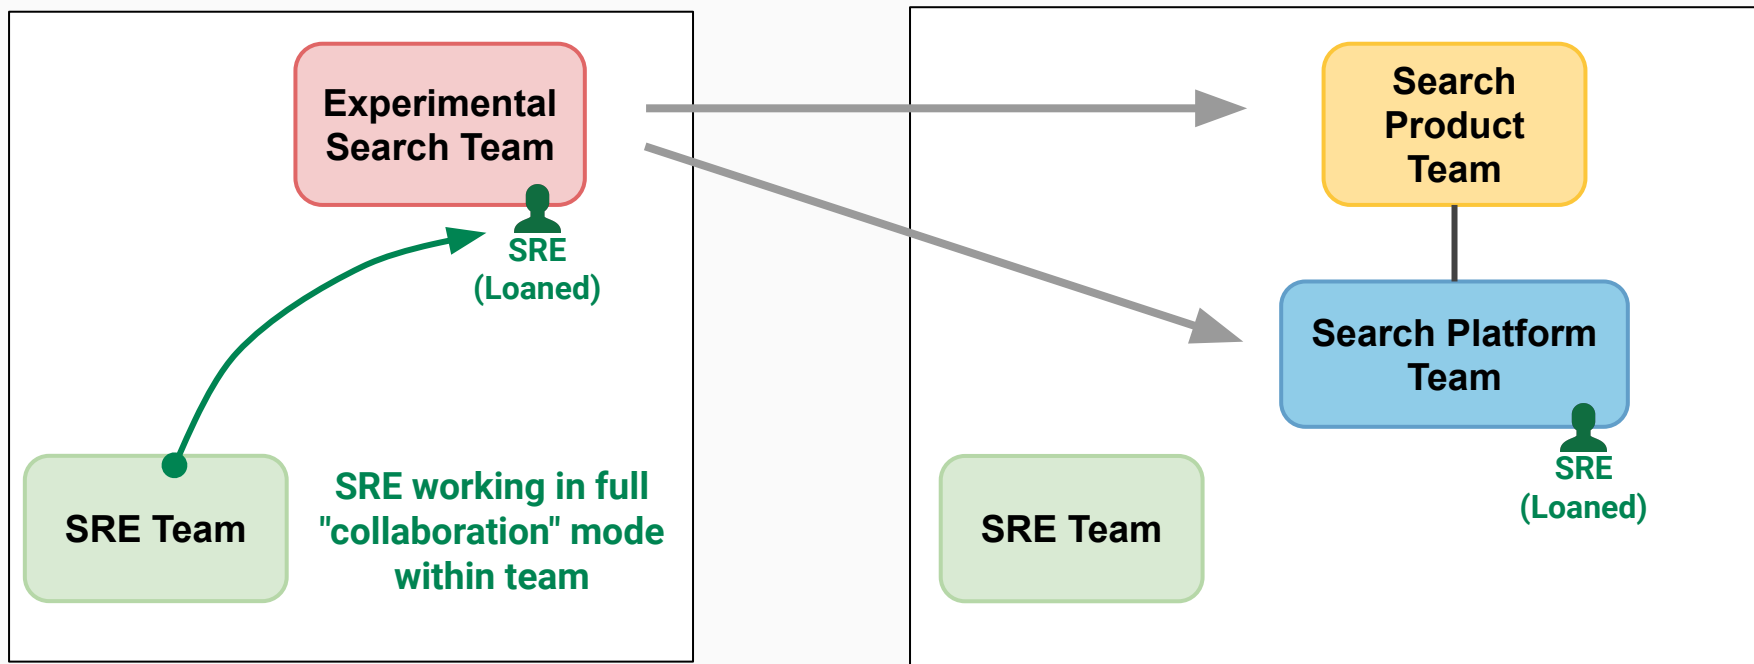 Experimental
Search Team
SRE
(Loaned)
SRE Team
SRE working in full
"collaboration" mode
within team
Search
Product
Team
Search Platform
Team
SRE
(Loaned)
SRE Team